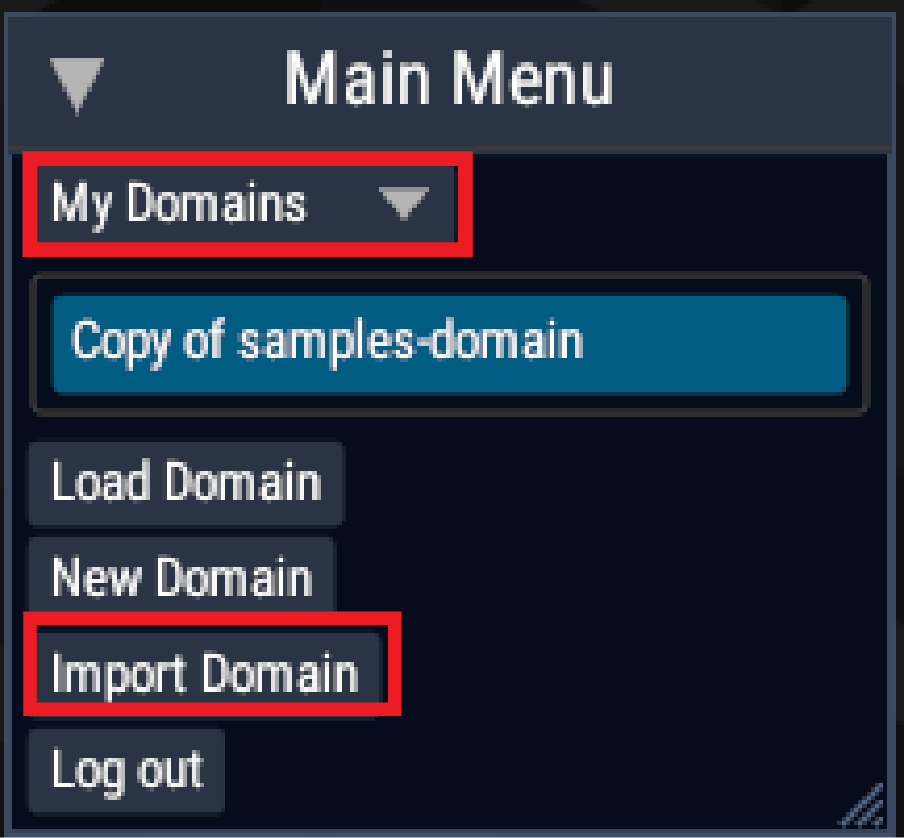 Main Menu
My Domains
Copy of samples-domain
Load Domain
New Domain
Import Domain
Log out